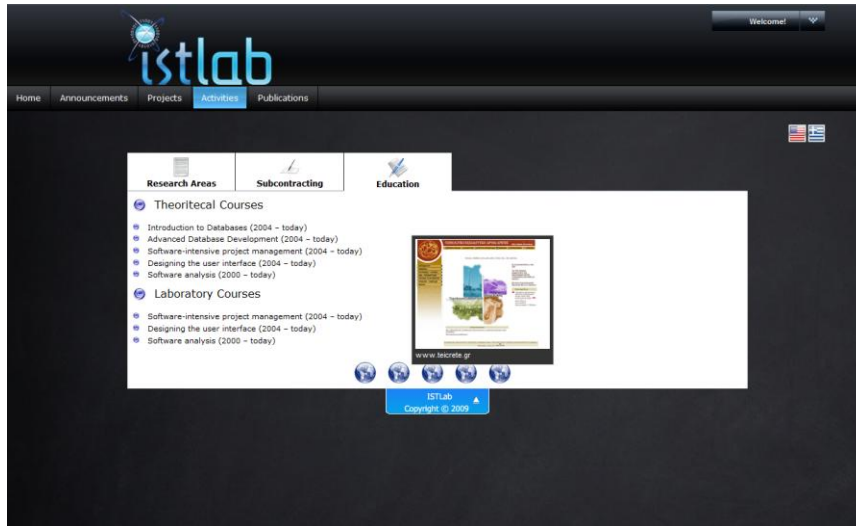 Welcome!
istlab
Home Announcements Projects Activities Publications
Research Areas Subcontracting Education
Theoritecal Courses
Introduction to Databases (2004 – today)
Advanced Database Development (2004 – today)
Software-intensive project management (2004 – today)
Designing the user interface (2004 – today)
Software analysis (2000 – today)
Laboratory Courses
Software-intensive project management (2004 – today)
Designing the user interface (2004 – today)
Software analysis (2000 – today)
www.teicrete.gr
ISTLab
Copyright © 2009